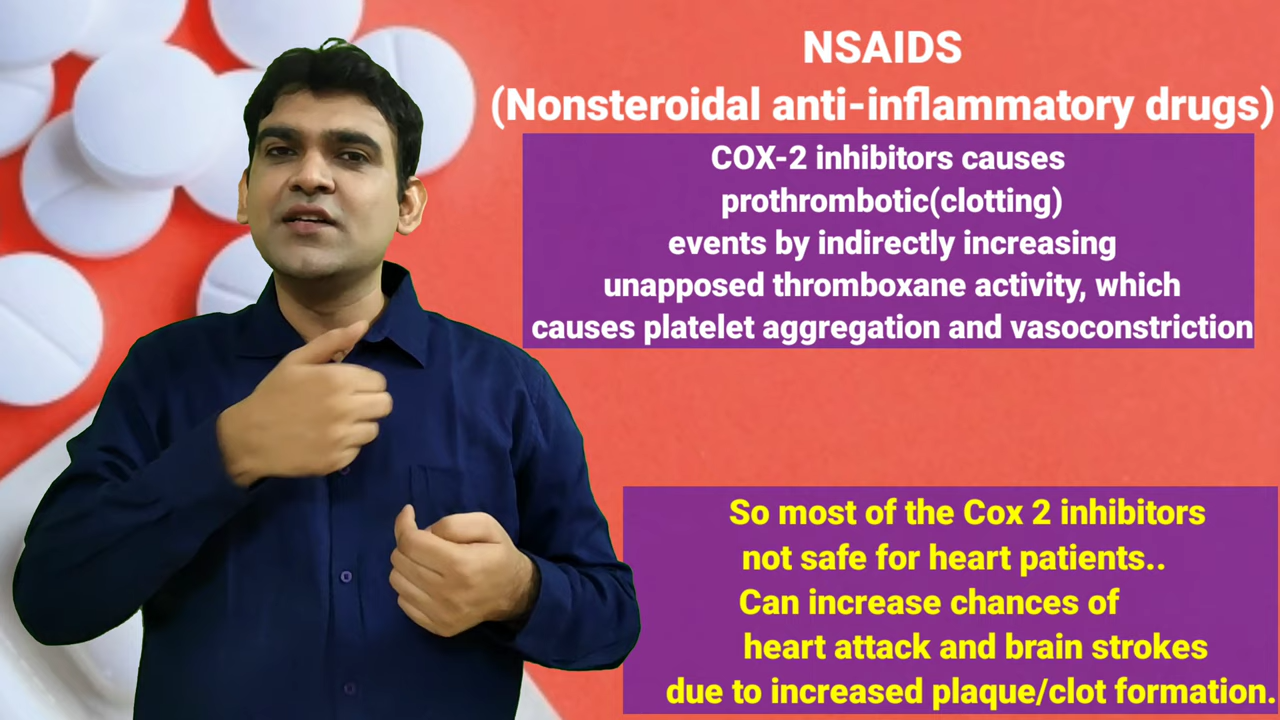 NSAIDS
(Nonsteroidal anti-inflammatory drugs)
COX-2 inhibitors causes
prothrombotic(clotting)
events by indirectly increasing
unapposed thromboxane activity, which
causes platelet aggregation and vasoconstriction
So most of the Cox 2 inhibitors
not safe for heart patients..
Can increase chances of
heart attack and brain strokes
due to increased plaque/clot formation.